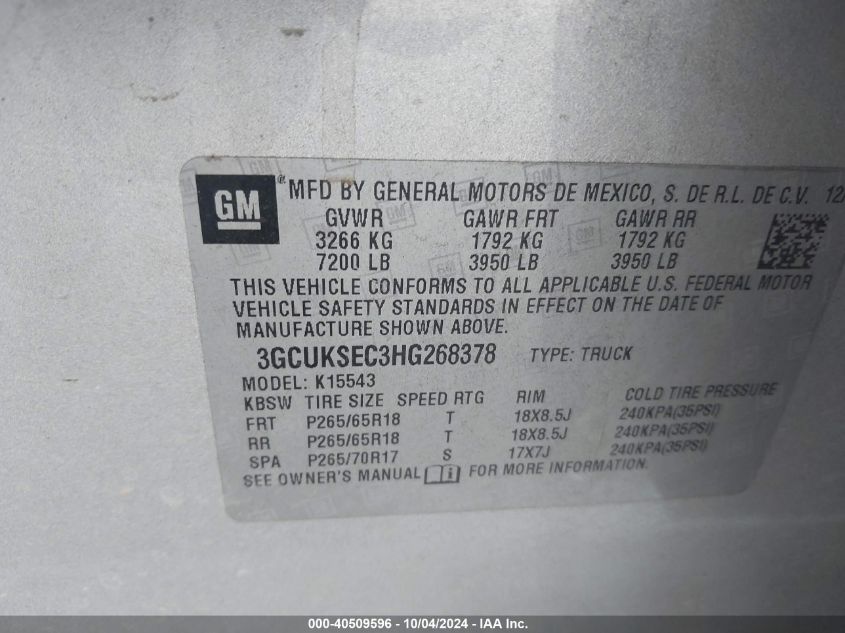 GM ® MFD BY GENERAL MOTORS DE MEXICO, S. DE R.L. DE C.V. 12/
GVWR GAWR FRT GAWR RR
3266 KG 1792 KG 1792 KG
7200 LB 3950 LB 3950 LB
THIS VEHICLE CONFORMS TO ALL APPLICABLE U.S. FEDERAL MOTOR
VEHICLE SAFETY STANDARDS IN EFFECT ON THE DATE OF
MANUFACTURE SHOWN ABOVE.
3GCUKSEC3HG268378 TYPE: TRUCK
MODEL: K15543
KBSW TIRE SIZE SPEED RTG RIM COLD TIRE PRESSURE
FRT P265/65R18 T 18X8.5J 240KPA(35PSI)
RR P265/65R18 T 18X8.5J 240KPA(35PSI)
SPA P265/70R17 S 17X7J 240KPA(35PSI)
SEE OWNER'S MANUAL i FOR MORE INFORMATION.
000-40509596 - 10/04/2024 - IAA Inc.